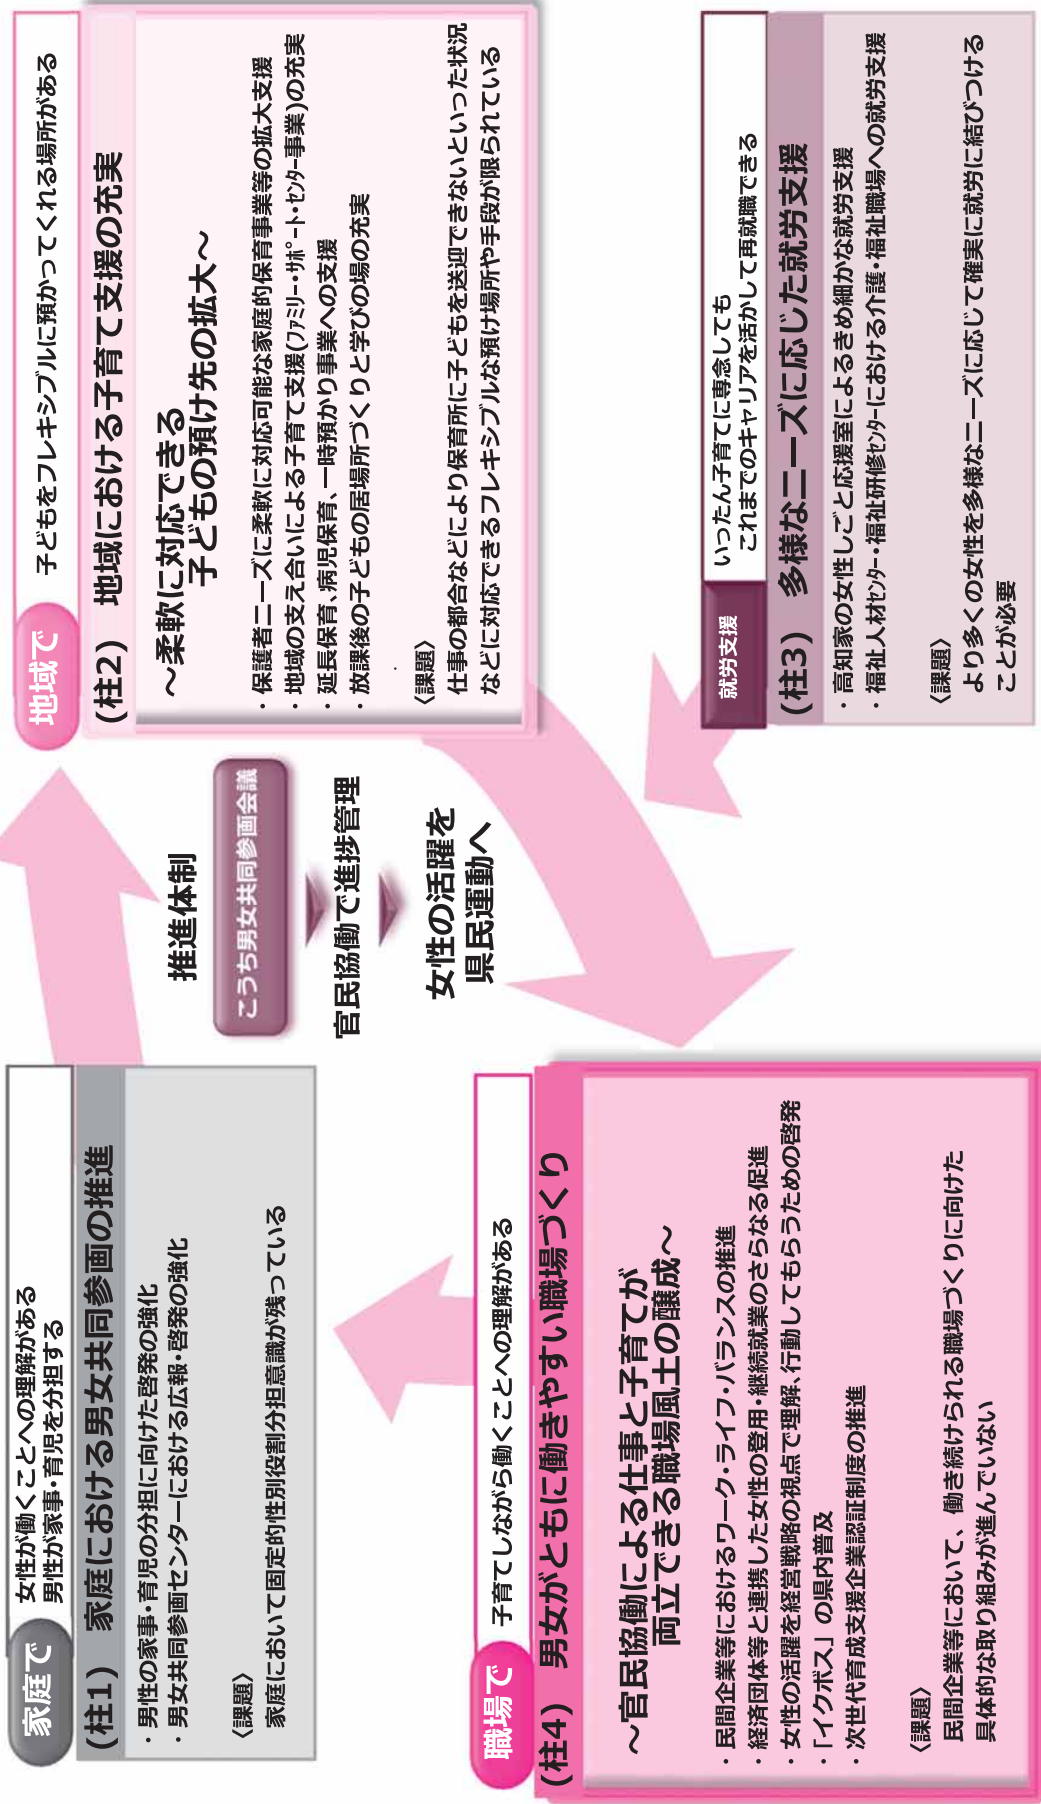 家庭で
女性が働くことへの理解がある
男性が家事・育児を分担する
(柱1) 家庭における男女共同参画の推進
・男性の家事・育児の分担に向けた啓発の強化
・男女共同参画センターにおける広報・啓発の強化
〈課題〉
家庭において固定的性別役割分担意識が残っている
地域で
子どもをフレキシブルに預かってくれる場所がある
(柱2) 地域における子育て支援の充実
～柔軟に対応できる
子どもの預け先の拡大～
・保護者ニーズに柔軟に対応可能な家庭的保育事業等の拡大支援
・地域の支え合いによる子育て支援(ﾌｧﾐﾘｰ･ｻﾎﾟｰﾄ･ｾﾝﾀｰ事業)の充実
・延長保育、病児保育、一時預かり事業への支援
・放課後の子どもの居場所づくりと学びの場の充実
〈課題〉
仕事の都合などにより保育所に子どもを送迎できないといった状況
などに対応できるフレキシブルな預け場所や手段が限られている
推進体制
こうち男女共同参画会議
官民協働で進捗管理
女性の活躍を
県民運動へ
職場で
子育てしながら働くことへの理解がある
(柱4) 男女がともに働きやすい職場づくり
～官民協働による仕事と子育てが
両立できる職場風土の醸成～
・民間企業等におけるワーク・ライフ・バランスの推進
・経済団体等と連携した女性の登用・継続就業のさらなる促進
・女性の活躍を経営戦略の視点で理解、行動してもらうための啓発
・「イクボス」の県内普及
・次世代育成支援企業認証制度の推進
〈課題〉
民間企業等において、働き続けられる職場づくりに向けた
具体的な取り組みが進んでいない
就労支援
いったん子育てに専念しても
これまでのキャリアを活かして再就職できる
(柱3) 多様なニーズに応じた就労支援
・高知家の女性しごと応援室によるきめ細かな就労支援
・福祉人材ｾﾝﾀｰ・福祉研修ｾﾝﾀｰにおける介護・福祉職場への就労支援
〈課題〉
より多くの女性を多様なニーズに応じて確実に就労に結びつける
ことが必要